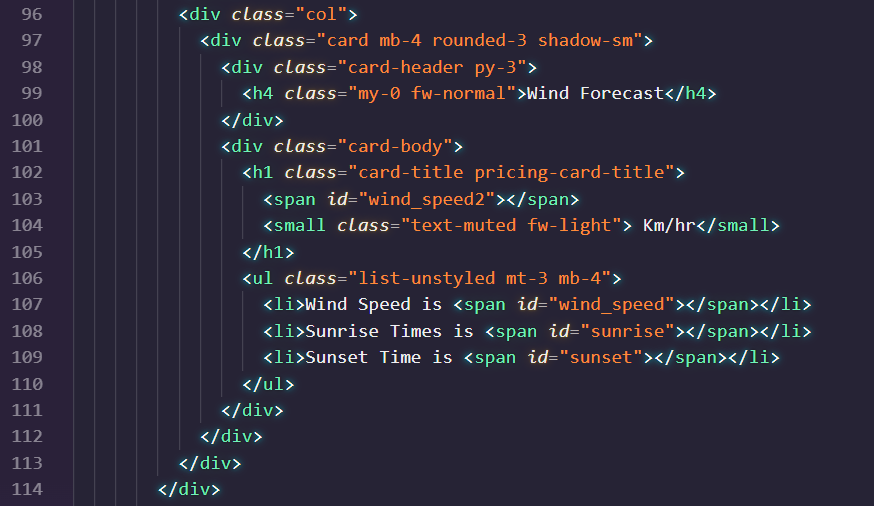 96 <div class="col">
97 <div class="card mb-4 rounded-3 shadow-sm">
98 <div class="card-header py-3">
99 <h4 class="my-0 fw-normal">Wind Forecast</h4>
100 </div>
101 <div class="card-body">
102 <h1 class="card-title pricing-card-title">
103 <span id="wind_speed2"></span>
104 <small class="text-muted fw-light"> Km/hr</small>
105 </h1>
106 <ul class="list-unstyled mt-3 mb-4">
107 <li>Wind Speed is <span id="wind_speed"></span></li>
108 <li>Sunrise Times is <span id="sunrise"></span></li>
109 <li>Sunset Time is <span id="sunset"></span></li>
110 </ul>
111 </div>
112 </div>
113 </div>
114 </div>